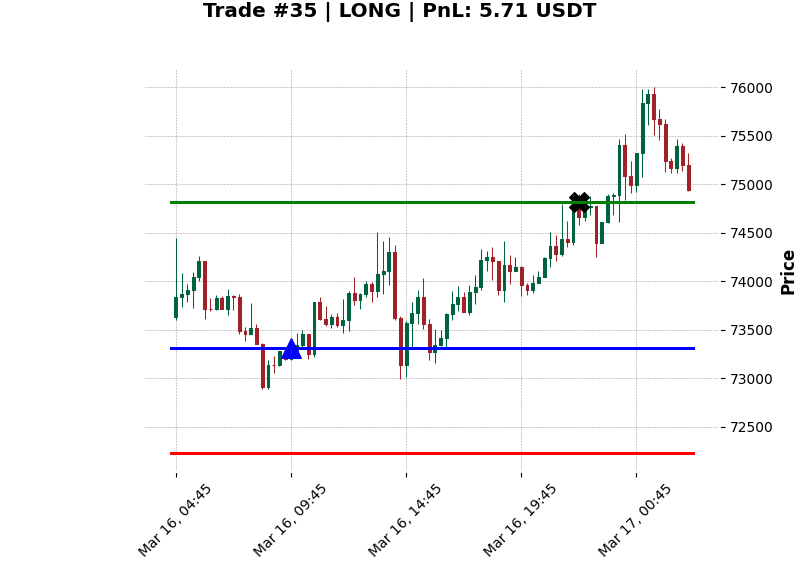 Trade #35 | LONG | PnL: 5.71 USDT
76000
75500
75000
74500
74000
73500
73000
72500
Price
Mar 16, 04:45
Mar 16, 09:45
Mar 16, 14:45
Mar 16, 19:45
Mar 17, 00:45